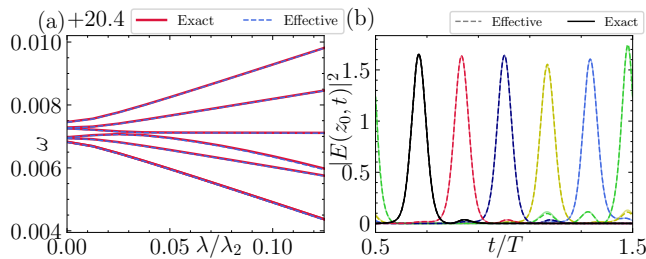 (a) +20.4 Exact Effective
0.010
0.008
ω
0.006
0.004
0.00 0.05 λ/λ₂ 0.10
(b) Effective Exact
|E(z₀, t)|²
1.5
1
0.5
0
0.5 t/T 1.5